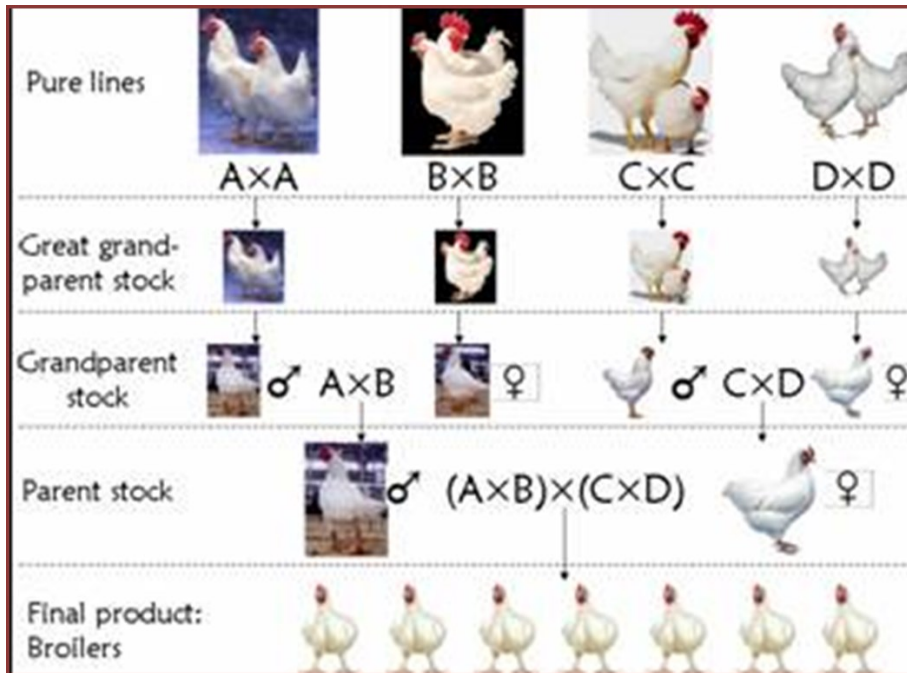 Pure lines
A×A B×B C×C D×D
Great grand-
parent stock
Grandparent
stock
♂ A×B ♀ ♂ C×D ♀
Parent stock
♂ (A×B)×(C×D) ♀
Final product:
Broilers